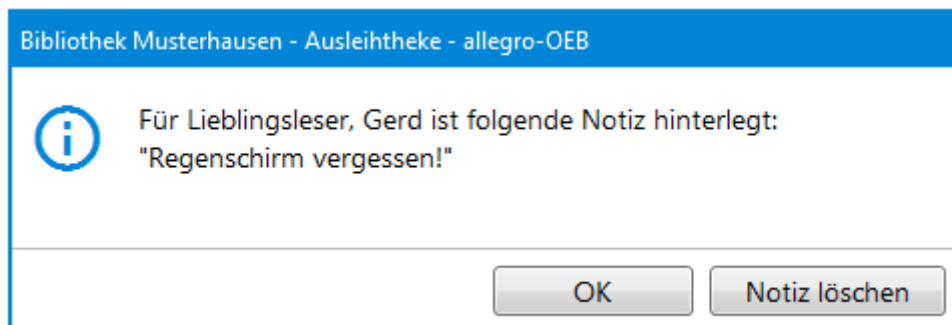 Bibliothek Musterhausen - Ausleihtheke - allegro-OEB
Für Lieblingsleser, Gerd ist folgende Notiz hinterlegt:
"Regenschirm vergessen!"
OK
Notiz löschen